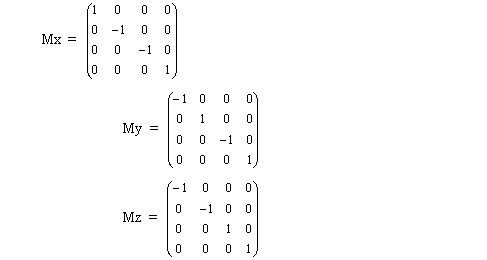 1 0 0 0
0 -1 0 0
Mx =
0 0 -1 0
0 0 0 1
-1 0 0 0
0 1 0 0
My =
0 0 -1 0
0 0 0 1
-1 0 0 0
0 -1 0 0
Mz =
0 0 1 0
0 0 0 1